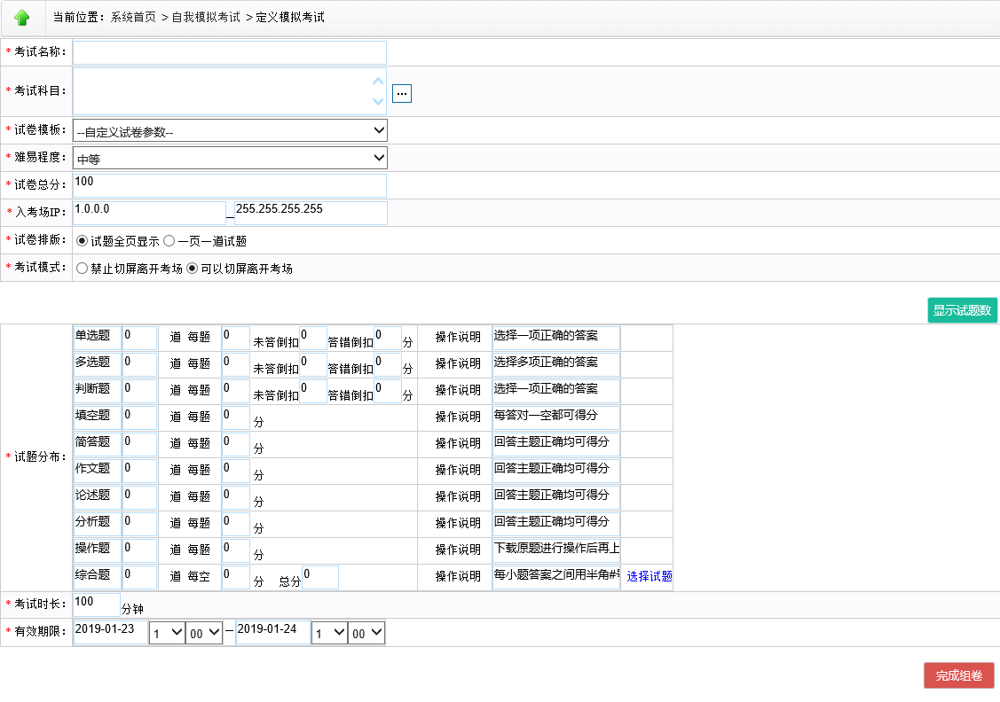 当前位置：系统首页 >自我模拟考试 >定义模拟考试
*考试名称：
*考试科目： ...
*试卷模板： --自定义试卷参数--
*难易程度： 中等
*试卷总分： 100
*入考场IP： 1.0.0.0 — 255.255.255.255
*试卷排版： 试题全页显示 一页一道试题
*考试模式： 禁止切屏离开考场 可以切屏离开考场
显示试题数
单选题 0 道 每题 0 未答倒扣 0 答错倒扣 0 分 操作说明 选择一项正确的答案
多选题 0 道 每题 0 未答倒扣 0 答错倒扣 0 分 操作说明 选择多项正确的答案
判断题 0 道 每题 0 未答倒扣 0 答错倒扣 0 分 操作说明 选择一项正确的答案
填空题 0 道 每题 0 分 操作说明 每答对一空都可得分
简答题 0 道 每题 0 分 操作说明 回答主题正确均可得分
*试题分布： 作文题 0 道 每题 0 分 操作说明 回答主题正确均可得分
论述题 0 道 每题 0 分 操作说明 回答主题正确均可得分
分析题 0 道 每题 0 分 操作说明 回答主题正确均可得分
操作题 0 道 每题 0 分 操作说明 下载原题进行操作后再上
综合题 0 道 每空 0 分 总分 0 操作说明 每小题答案之间用半角#号 选择试题
*考试时长： 100 分钟
*有效期限： 2019-01-23 1 00 — 2019-01-24 1 00
完成组卷